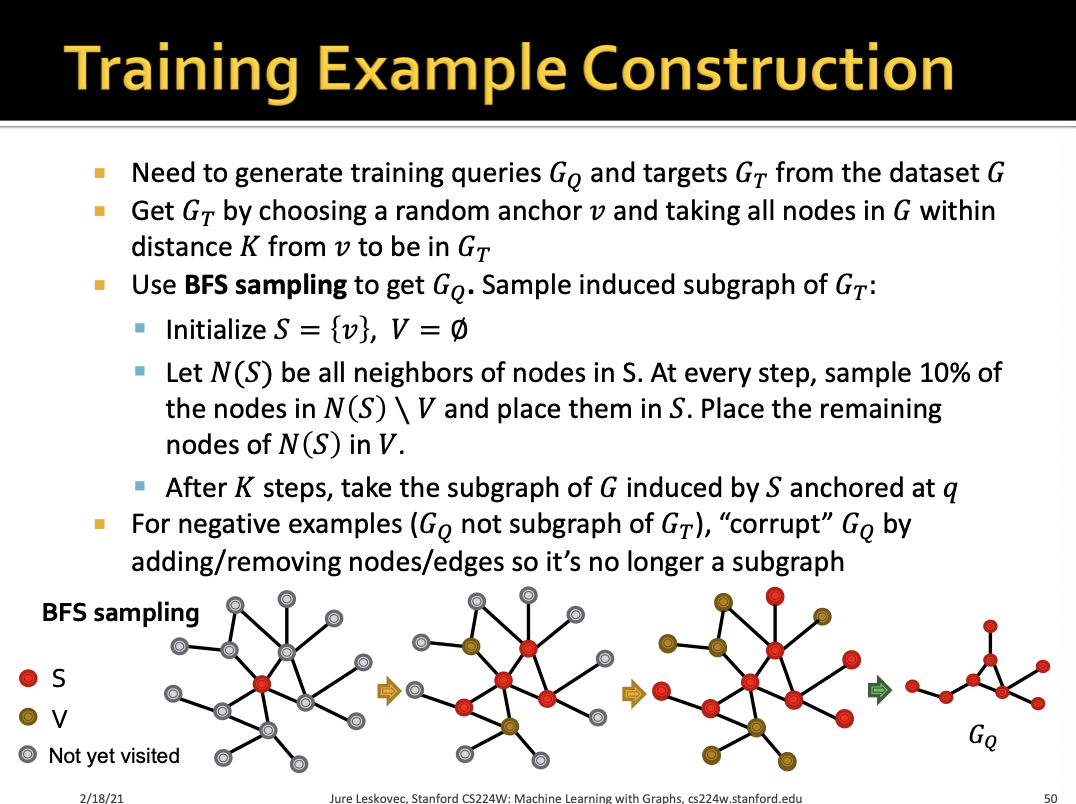 Training Example Construction
Need to generate training queries G_Q and targets G_T from the dataset G
Get G_T by choosing a random anchor v and taking all nodes in G within
distance K from v to be in G_T
Use BFS sampling to get G_Q. Sample induced subgraph of G_T:
Initialize S = {v}, V = ∅
Let N(S) be all neighbors of nodes in S. At every step, sample 10% of
the nodes in N(S) \ V and place them in S. Place the remaining
nodes of N(S) in V.
After K steps, take the subgraph of G induced by S anchored at q
For negative examples (G_Q not subgraph of G_T), “corrupt” G_Q by
adding/removing nodes/edges so it’s no longer a subgraph
BFS sampling
S
V
Not yet visited
G_Q
2/18/21
Jure Leskovec, Stanford CS224W: Machine Learning with Graphs, cs224w.stanford.edu
50